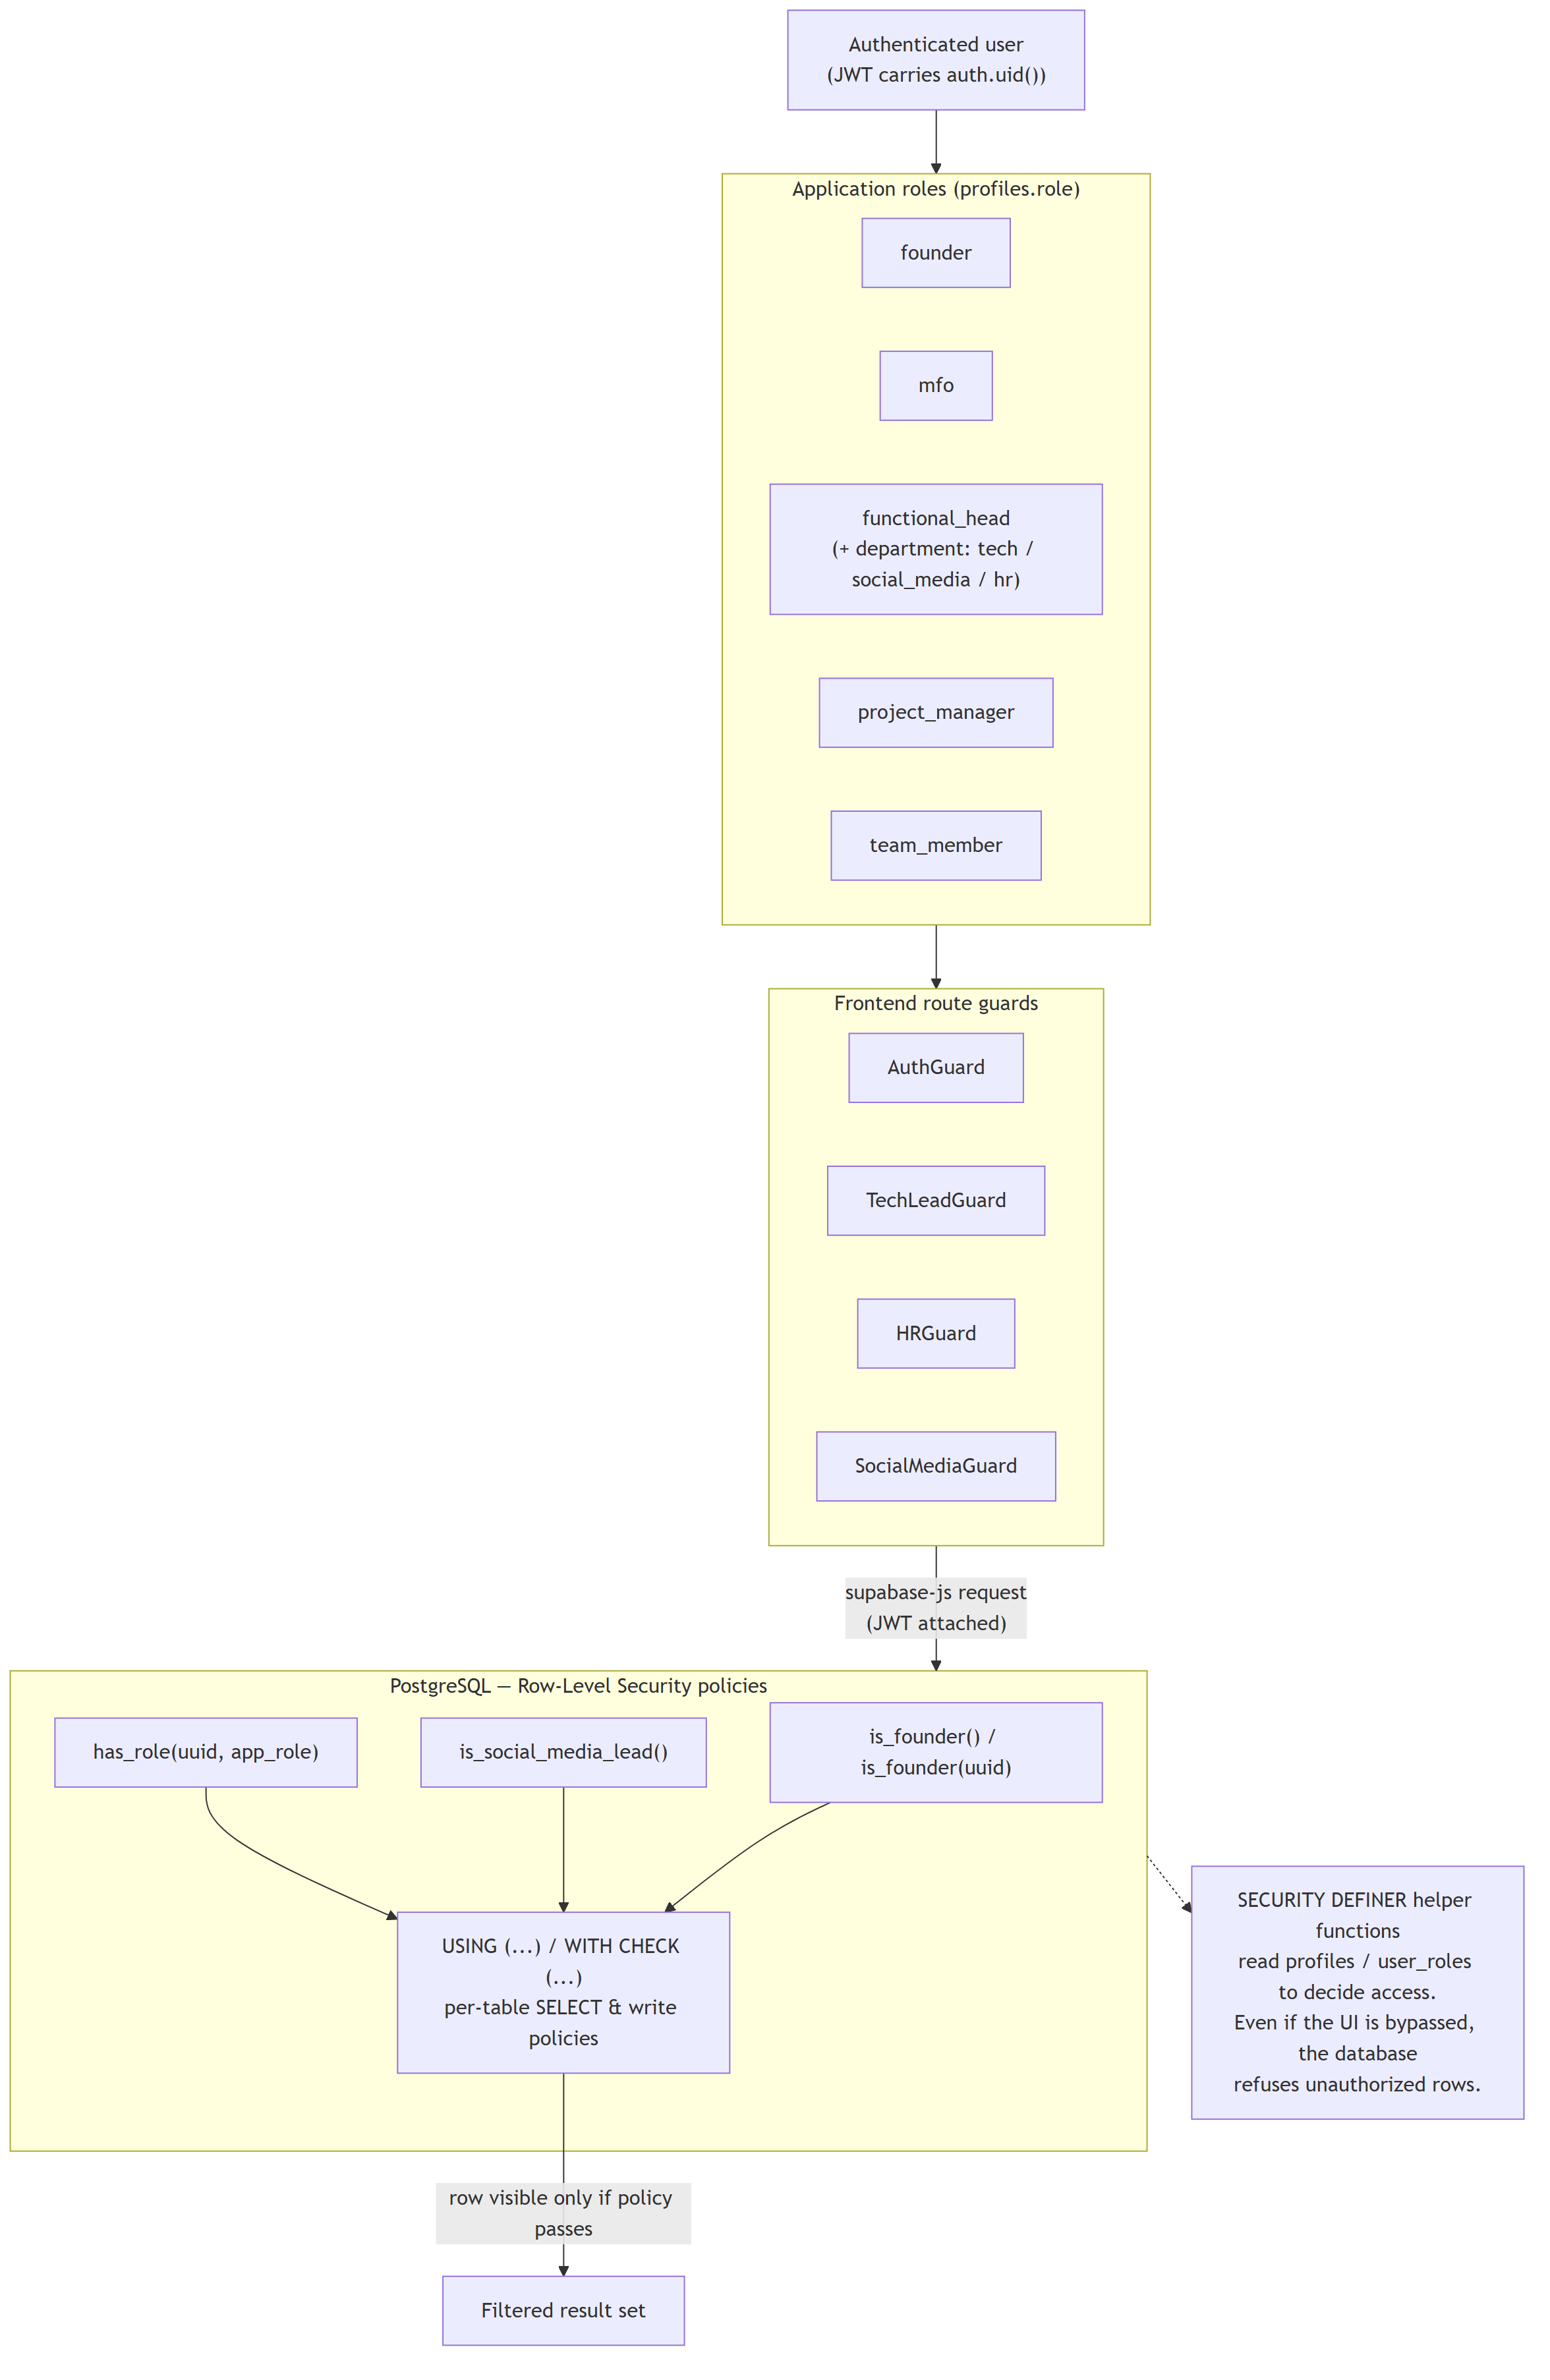 Authenticated user
(JWT carries auth.uid())
Application roles (profiles.role)
founder
mfo
functional_head
(+ department: tech /
social_media / hr)
project_manager
team_member
Frontend route guards
AuthGuard
TechLeadGuard
HRGuard
SocialMediaGuard
supabase-js request
(JWT attached)
PostgreSQL — Row-Level Security policies
has_role(uuid, app_role)
is_social_media_lead()
is_founder() /
is_founder(uuid)
USING (...) / WITH CHECK
(...)
per-table SELECT & write
policies
SECURITY DEFINER helper
functions
read profiles / user_roles
to decide access.
Even if the UI is bypassed,
the database
refuses unauthorized rows.
row visible only if policy
passes
Filtered result set